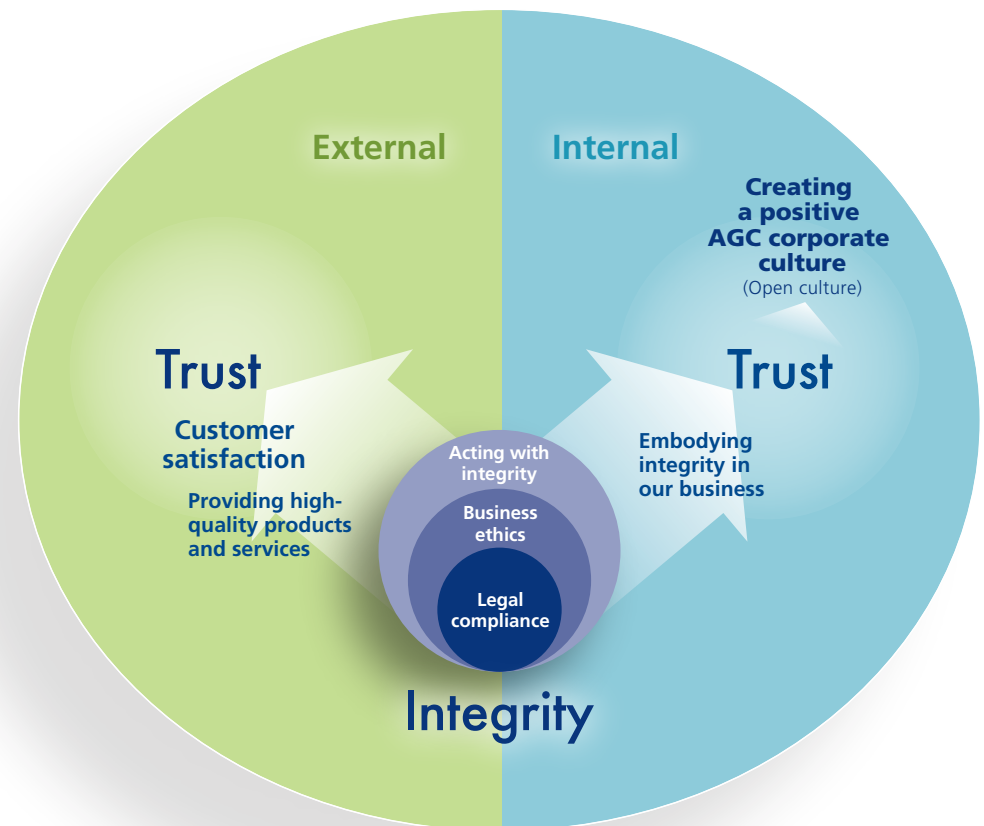 External
Internal
Creating
a positive
AGC corporate
culture
(Open culture)
Trust
Trust
Customer
satisfaction
Providing high-
quality products
and services
Embodying
integrity in
our business
Acting with
integrity
Business
ethics
Legal
compliance
Integrity